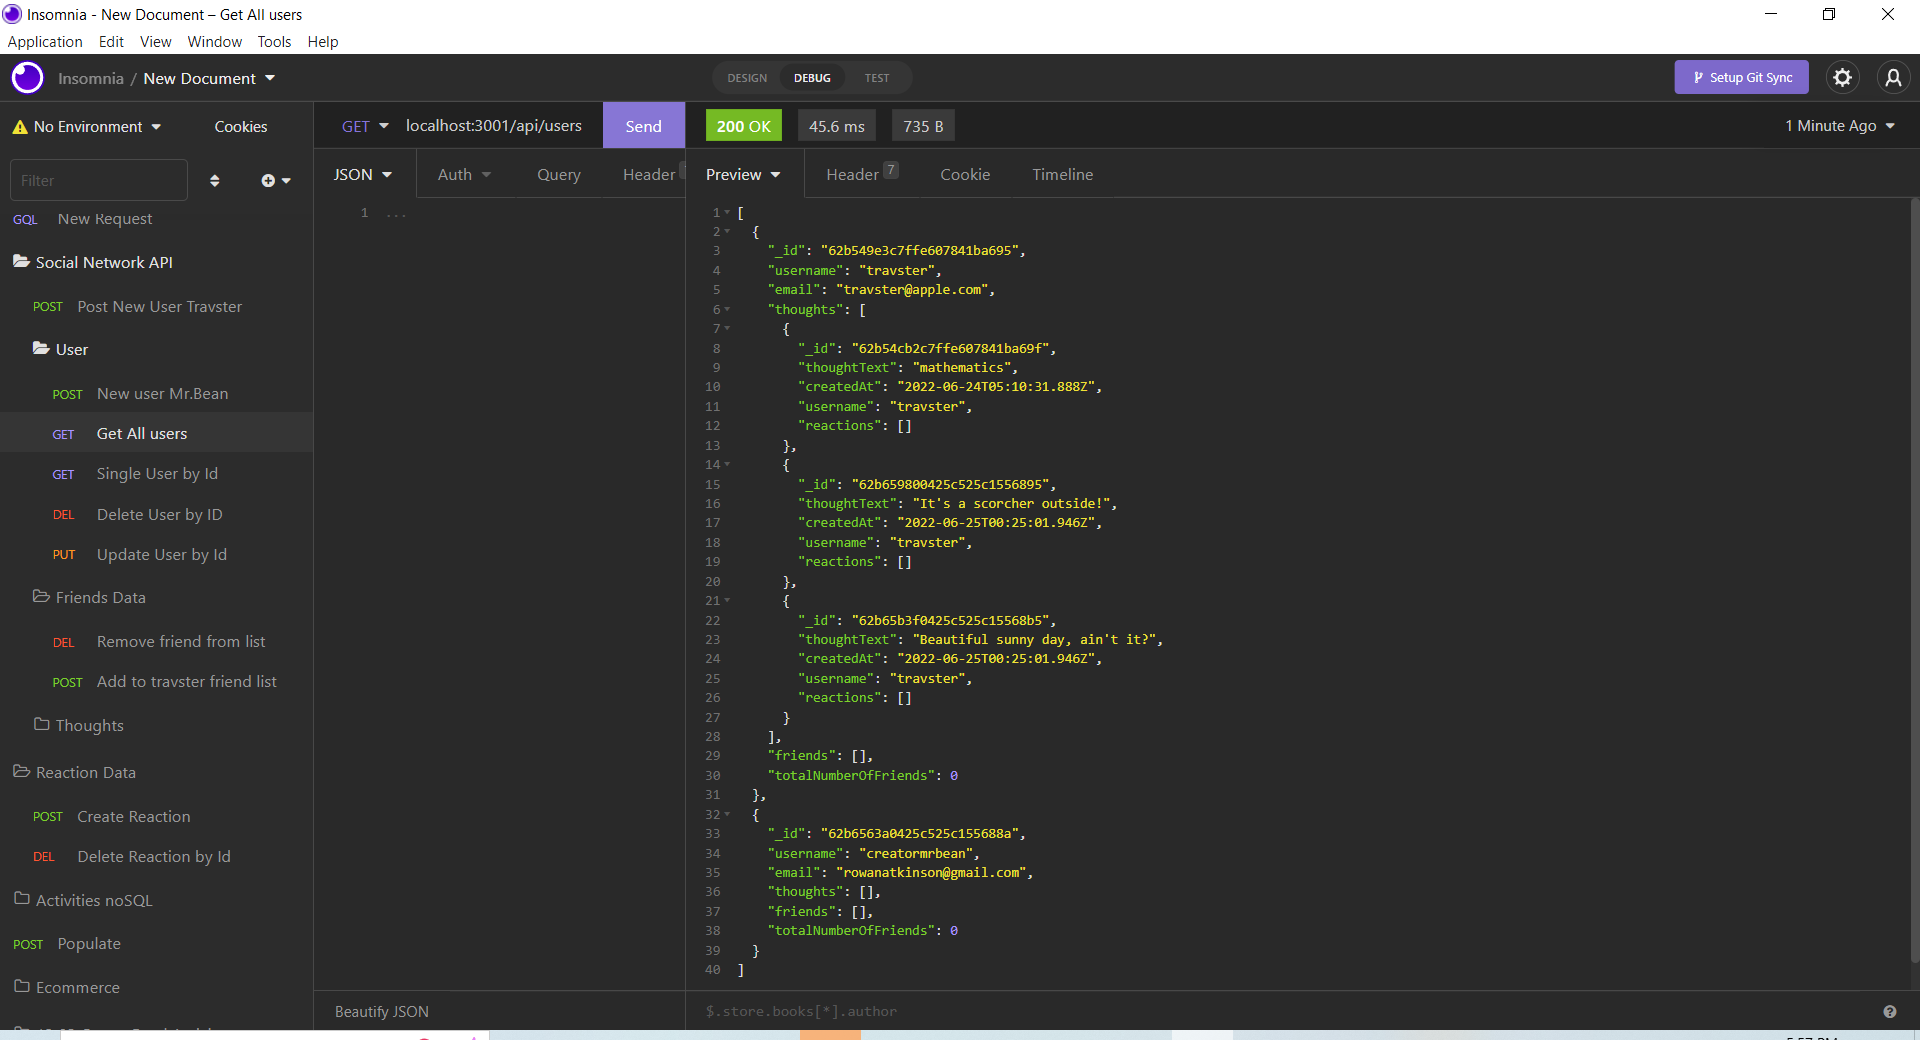 Insomnia - New Document – Get All users
Application Edit View Window Tools Help
Insomnia / New Document
DESIGN DEBUG TEST
Setup Git Sync
No Environment Cookies
GET localhost:3001/api/users Send
200 OK 45.6 ms 735 B
1 Minute Ago
Filter
JSON Auth Query Header
Preview Header 7 Cookie Timeline
GQL New Request
Social Network API
POST Post New User Travster
User
POST New user Mr.Bean
GET Get All users
GET Single User by Id
DEL Delete User by ID
PUT Update User by Id
Friends Data
DEL Remove friend from list
POST Add to travster friend list
Thoughts
Reaction Data
POST Create Reaction
DEL Delete Reaction by Id
Activities noSQL
POST Populate
Ecommerce
1 ...
1 [
2 {
3 "_id": "62b549e3c7ffe607841ba695",
4 "username": "travster",
5 "email": "travster@apple.com",
6 "thoughts": [
7 {
8 "_id": "62b54cb2c7ffe607841ba69f",
9 "thoughtText": "mathematics",
10 "createdAt": "2022-06-24T05:10:31.888Z",
11 "username": "travster",
12 "reactions": []
13 },
14 {
15 "_id": "62b659800425c525c1556895",
16 "thoughtText": "It's a scorcher outside!",
17 "createdAt": "2022-06-25T00:25:01.946Z",
18 "username": "travster",
19 "reactions": []
20 },
21 {
22 "_id": "62b65b3f0425c525c15568b5",
23 "thoughtText": "Beautiful sunny day, ain't it?",
24 "createdAt": "2022-06-25T00:25:01.946Z",
25 "username": "travster",
26 "reactions": []
27 }
28 ],
29 "friends": [],
30 "totalNumberOfFriends": 0
31 },
32 {
33 "_id": "62b6563a0425c525c155688a",
34 "username": "creatormrbean",
35 "email": "rowanatkinson@gmail.com",
36 "thoughts": [],
37 "friends": [],
38 "totalNumberOfFriends": 0
39 }
40 ]
Beautify JSON
$.store.books[*].author